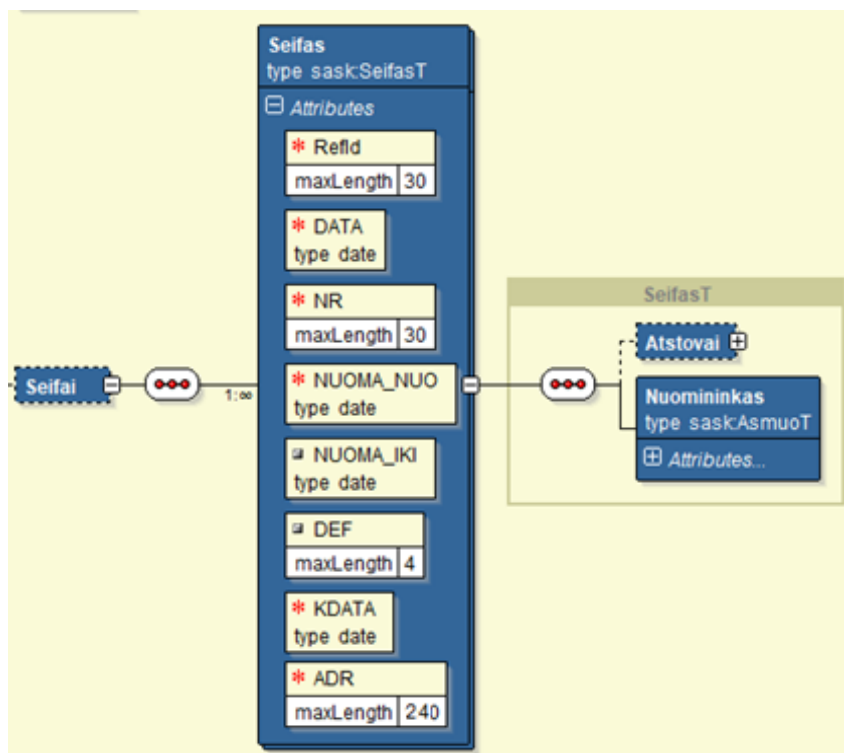 Seifas
type sask:SeifasT
Attributes
* RefId
maxLength 30
* DATA
type date
* NR
maxLength 30
* NUOMA_NUO
type date
NUOMA_IKI
type date
DEF
maxLength 4
* KDATA
type date
* ADR
maxLength 240
Seifai
1:∞
SeifasT
Atstovai
Nuomininkas
type sask:AsmuoT
Attributes...